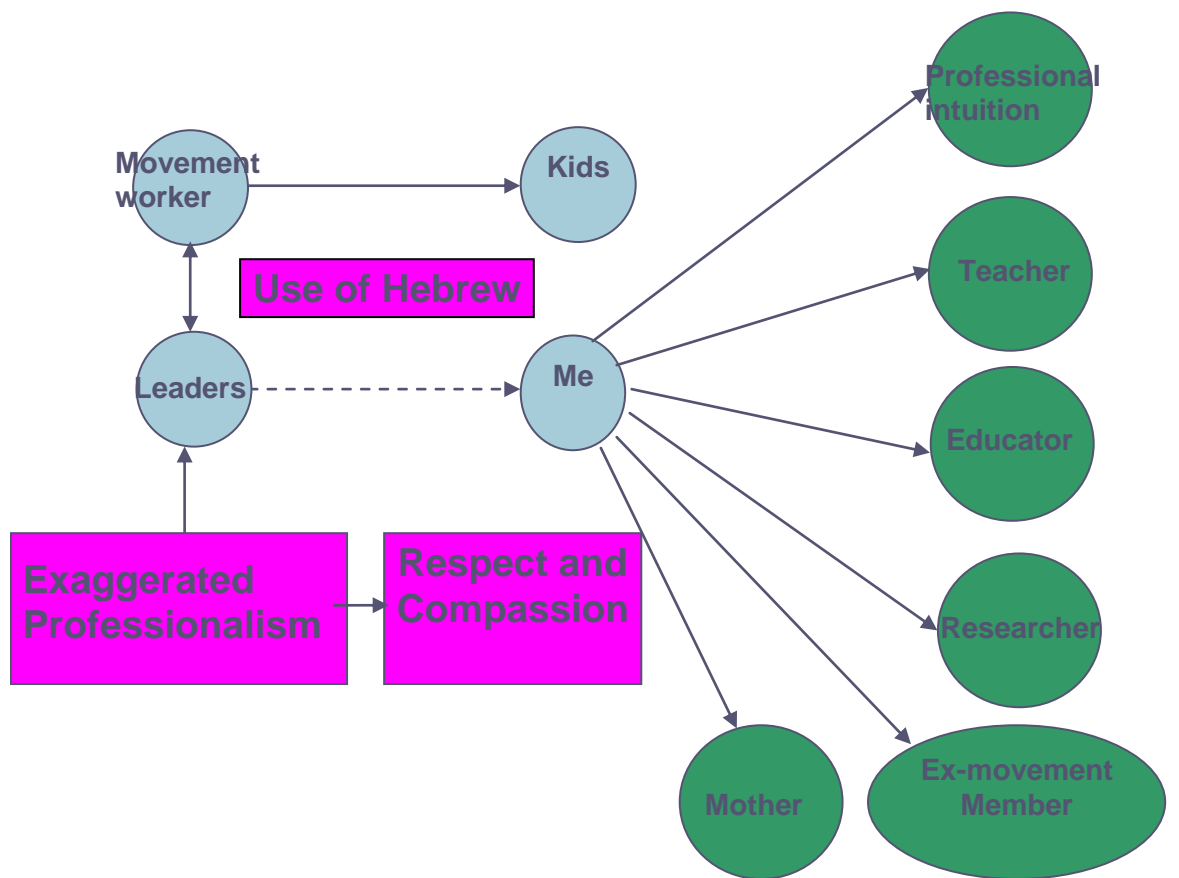 Professional
intuition
Movement
worker
Kids
Use of Hebrew
Teacher
Leaders
Me
Educator
Exaggerated
Professionalism
Respect and
Compassion
Researcher
Mother
Ex-movement
Member